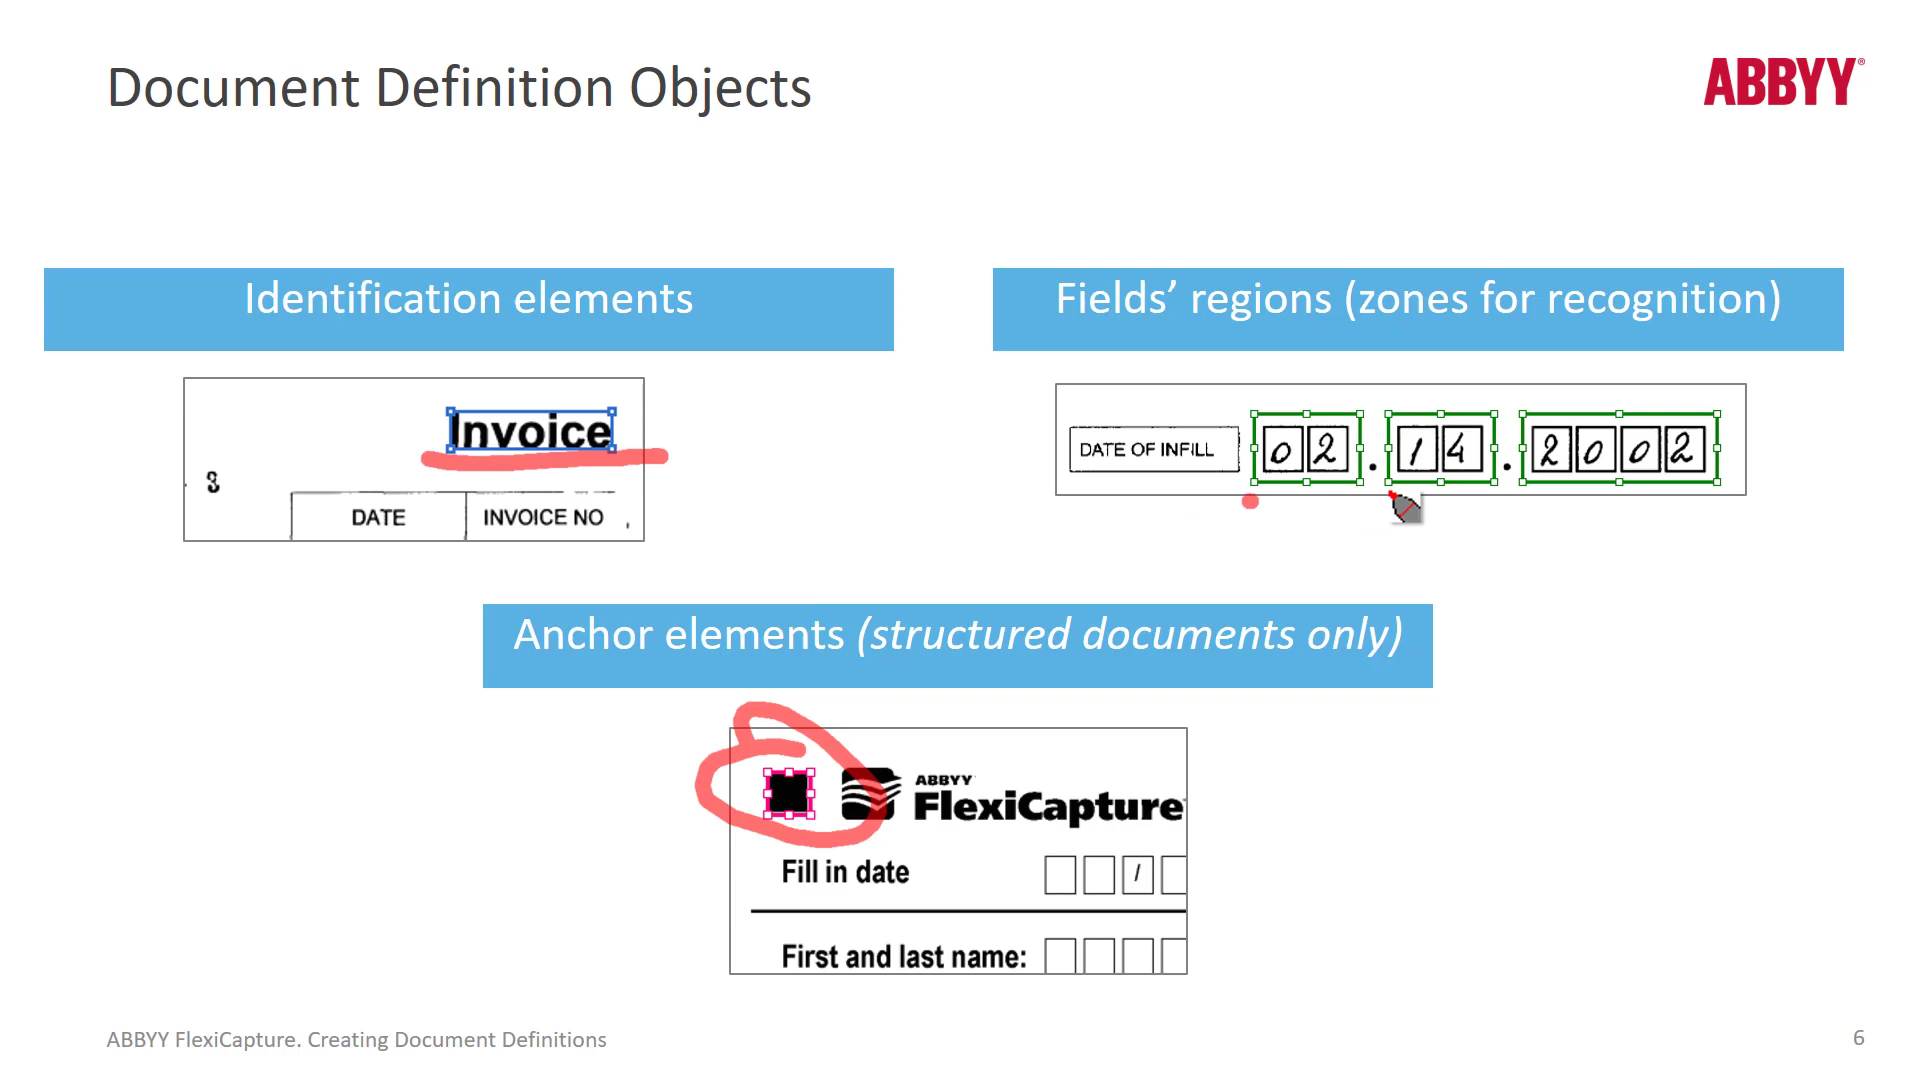 Document Definition Objects
ABBYY®
Identification elements
Fields’ regions (zones for recognition)
Invoice
8
DATE
INVOICE NO
DATE OF INFILL
02.14.2002
Anchor elements (structured documents only)
ABBYY
FlexiCapture
Fill in date
/
First and last name:
ABBYY FlexiCapture. Creating Document Definitions
6